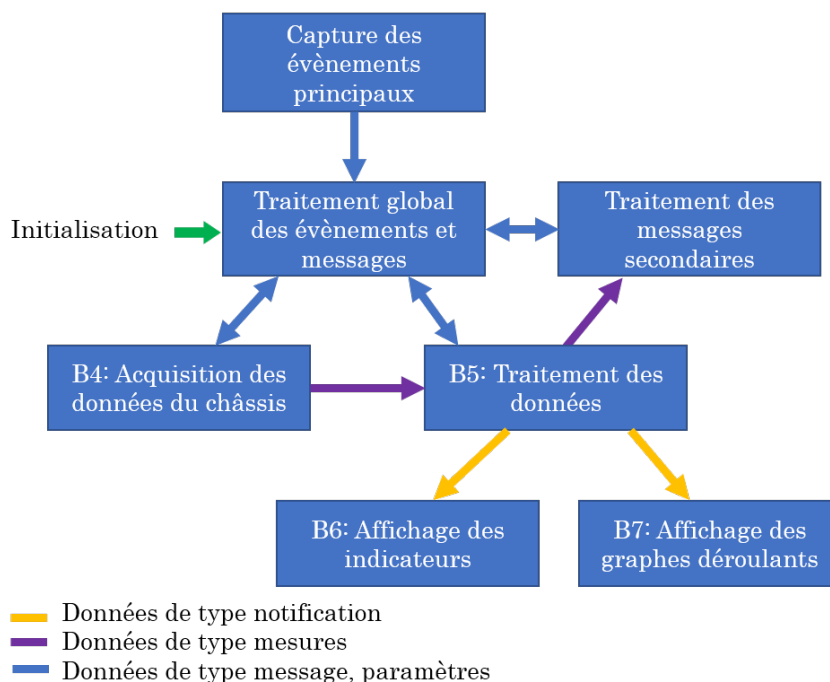 Capture des
évènements
principaux
Traitement global
des évènements et
messages
Traitement des
messages
secondaires
Initialisation
B4: Acquisition des
données du châssis
B5: Traitement des
données
B6: Affichage des
indicateurs
B7: Affichage des
graphes déroulants
Données de type notification
Données de type mesures
Données de type message, paramètres